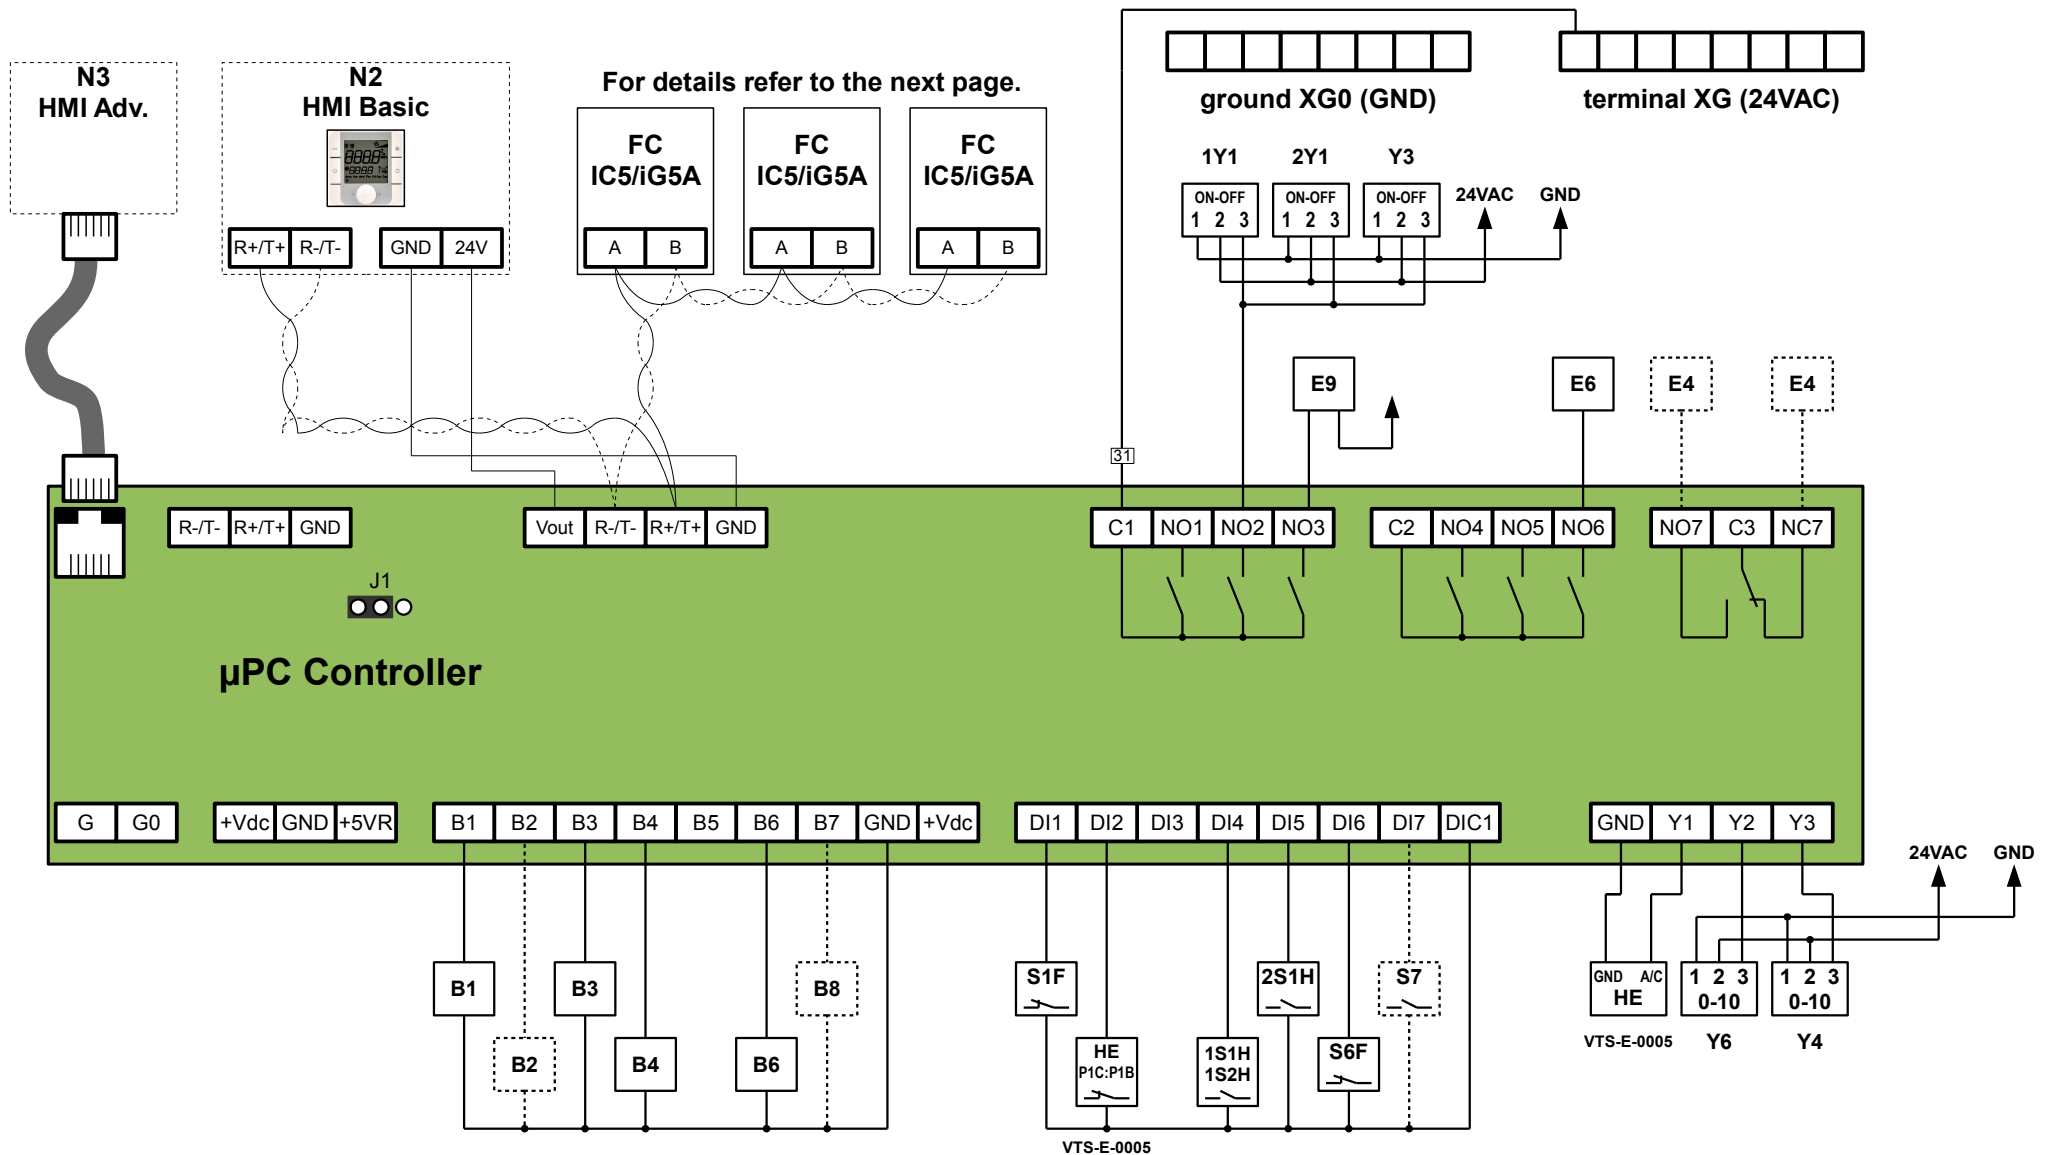 N3
HMI Adv.
N2
HMI Basic
R+/T+ R-/T- GND 24V
For details refer to the next page.
FC
IC5/iG5A
A B
FC
IC5/iG5A
A B
FC
IC5/iG5A
A B
ground XG0 (GND)
terminal XG (24VAC)
1Y1 2Y1 Y3
ON-OFF
1 2 3
ON-OFF
1 2 3
ON-OFF
1 2 3
24VAC GND
E9 E6 E4 E4
31
R-/T- R+/T+ GND
Vout R-/T- R+/T+ GND
C1 NO1 NO2 NO3
C2 NO4 NO5 NO6
NO7 C3 NC7
J1
µPC Controller
G G0
+Vdc GND +5VR
B1 B2 B3 B4 B5 B6 B7 GND +Vdc
DI1 DI2 DI3 DI4 DI5 DI6 DI7 DIC1
GND Y1 Y2 Y3
24VAC GND
B1 B3 B8
B2 B4 B6
S1F 2S1H S7
HE
P1C:P1B
1S1H
1S2H
S6F
VTS-E-0005
GND A/C
HE
1 2 3
0-10
1 2 3
0-10
VTS-E-0005 Y6 Y4